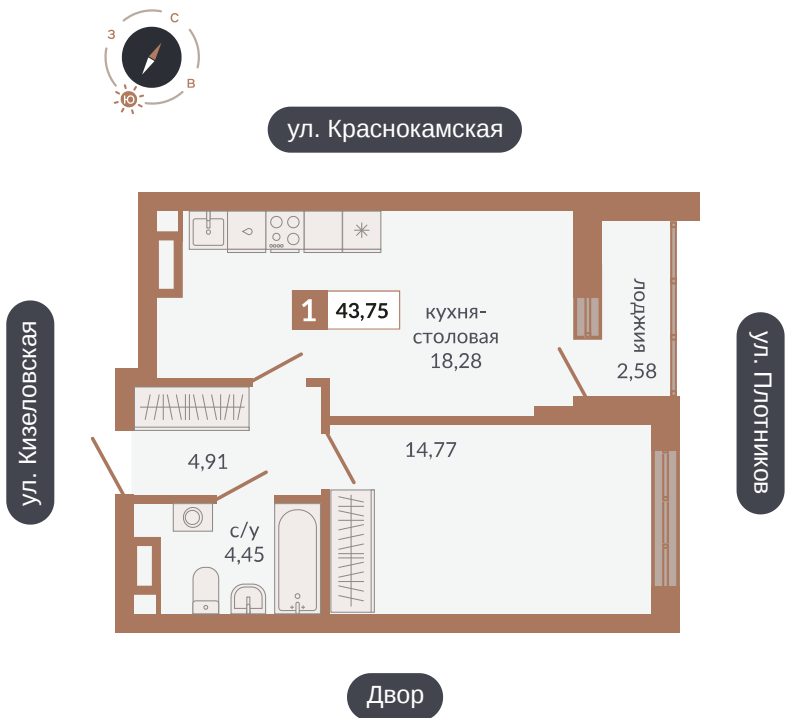 С
З
В
Ю
ул. Краснокамская
1 43,75
кухня-
столовая
18,28
лоджия
2,58
ул. Кизеловская
ул. Плотников
4,91
14,77
с/у
4,45
Двор